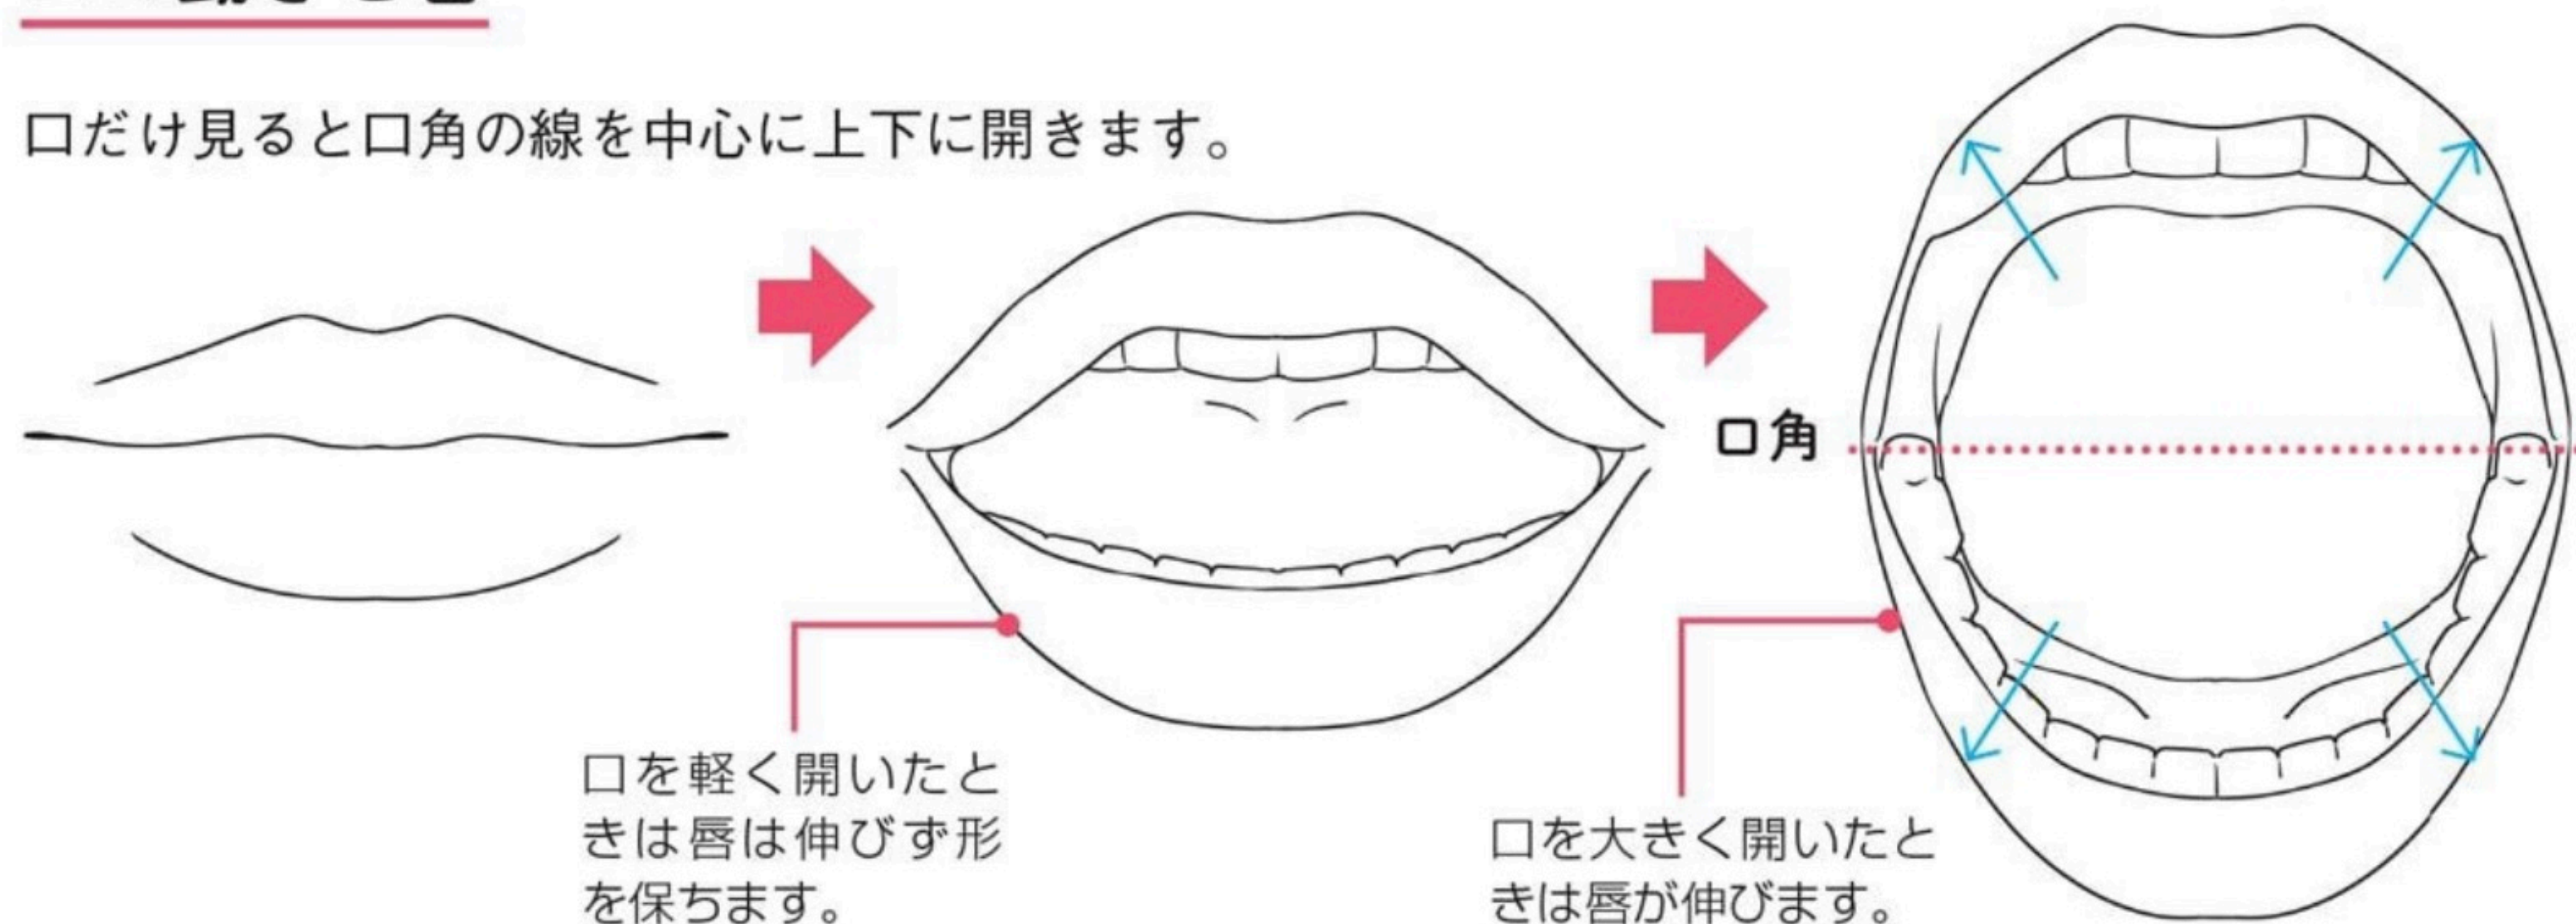 口だけ見ると口角の線を中心に上下に開きます。
口角
口を軽く開いたと
きは唇は伸びず形
を保ちます。
口を大きく開いたと
きは唇が伸びます。